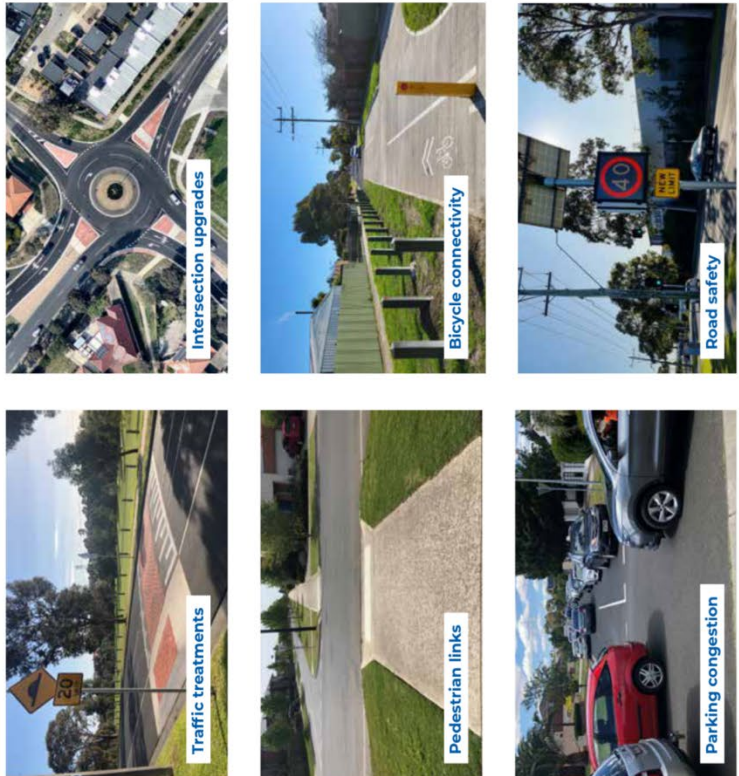 20
Traffic treatments
Intersection upgrades
Pedestrian links
Bicycle connectivity
Parking congestion
40
NEW
LIMIT
Road safety